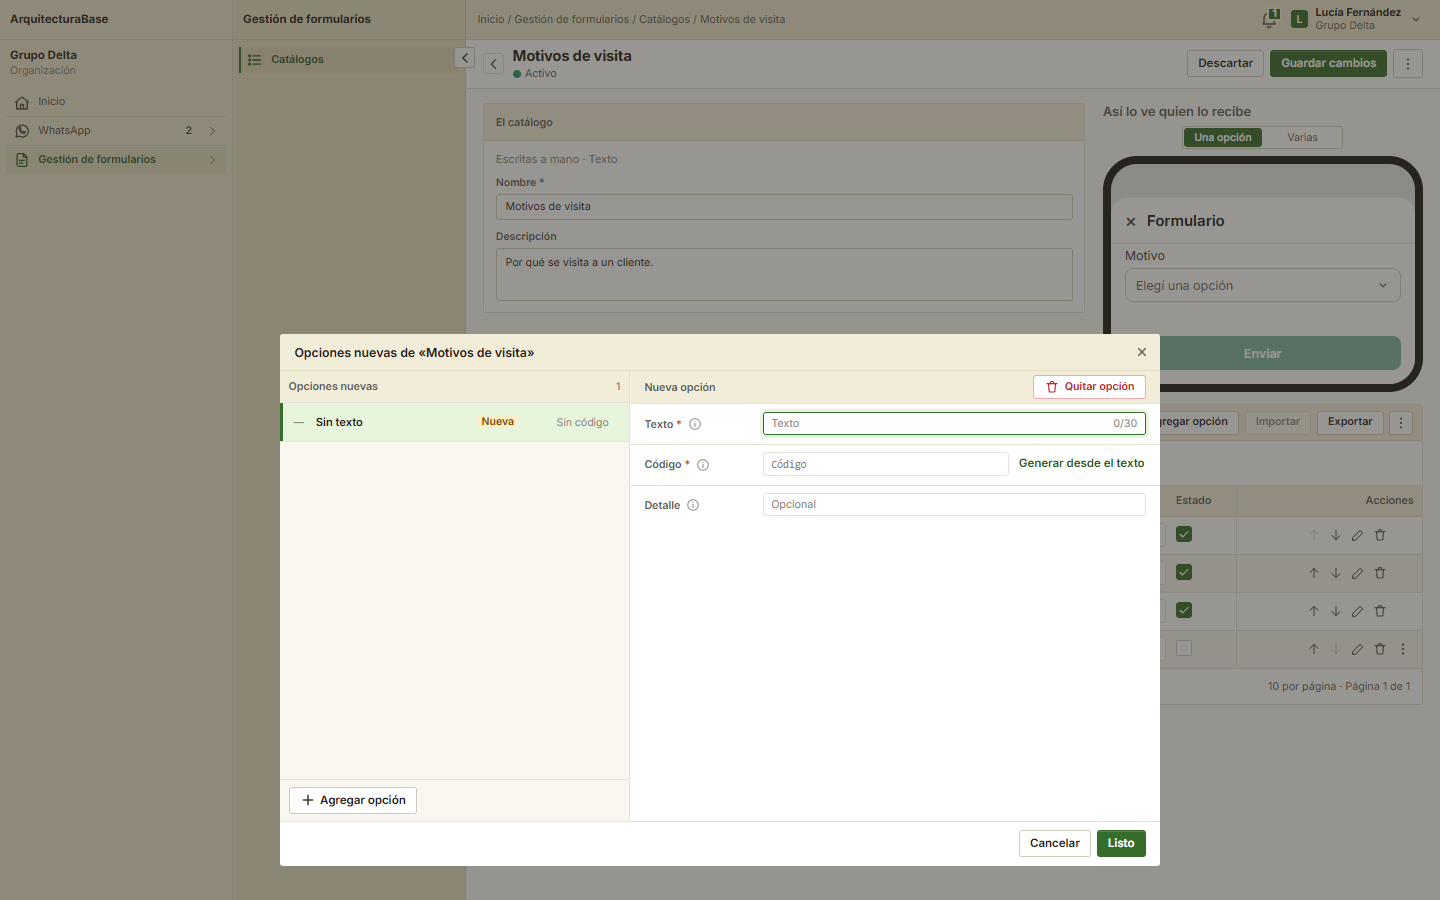 ArquitecturaBase
Gestión de formularios
Inicio / Gestión de formularios / Catálogos / Motivos de visita
1
L
Lucía Fernández
Grupo Delta
Grupo Delta
Organización
Inicio
WhatsApp 2
Gestión de formularios
Catálogos
Motivos de visita
Activo
Descartar
Guardar cambios
El catálogo
Escritas a mano · Texto
Nombre *
Motivos de visita
Descripción
Por qué se visita a un cliente.
Así lo ve quien lo recibe
Una opción
Varias
Formulario
Motivo
Elegí una opción
Enviar
Opciones nuevas de «Motivos de visita»
Opciones nuevas 1
Sin texto Nueva Sin código
Agregar opción
Nueva opción
Quitar opción
Texto *
Texto 0/30
Código *
Código
Generar desde el texto
Detalle
Opcional
Cancelar
Listo
opción
Importar
Exportar
Estado
Acciones
10 por página · Página 1 de 1